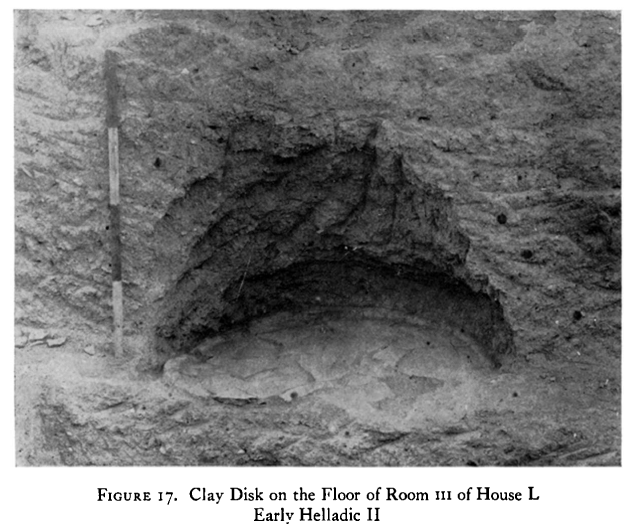 FIGURE 17. Clay Disk on the Floor of Room III of House L
Early Helladic II